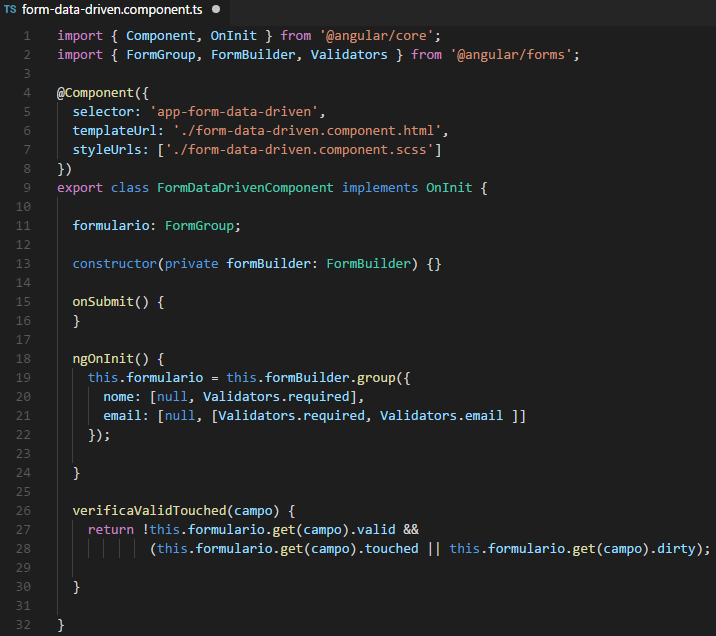 TS form-data-driven.component.ts ●
1 import { Component, OnInit } from '@angular/core';
2 import { FormGroup, FormBuilder, Validators } from '@angular/forms';
3
4 @Component({
5   selector: 'app-form-data-driven',
6   templateUrl: './form-data-driven.component.html',
7   styleUrls: ['./form-data-driven.component.scss']
8 })
9 export class FormDataDrivenComponent implements OnInit {
10
11   formulario: FormGroup;
12
13   constructor(private formBuilder: FormBuilder) {}
14
15   onSubmit() {
16   }
17
18   ngOnInit() {
19     this.formulario = this.formBuilder.group({
20       nome: [null, Validators.required],
21       email: [null, [Validators.required, Validators.email ]]
22     });
23
24   }
25
26   verificaValidTouched(campo) {
27     return !this.formulario.get(campo).valid &&
28             (this.formulario.get(campo).touched || this.formulario.get(campo).dirty);
29
30   }
31
32 }